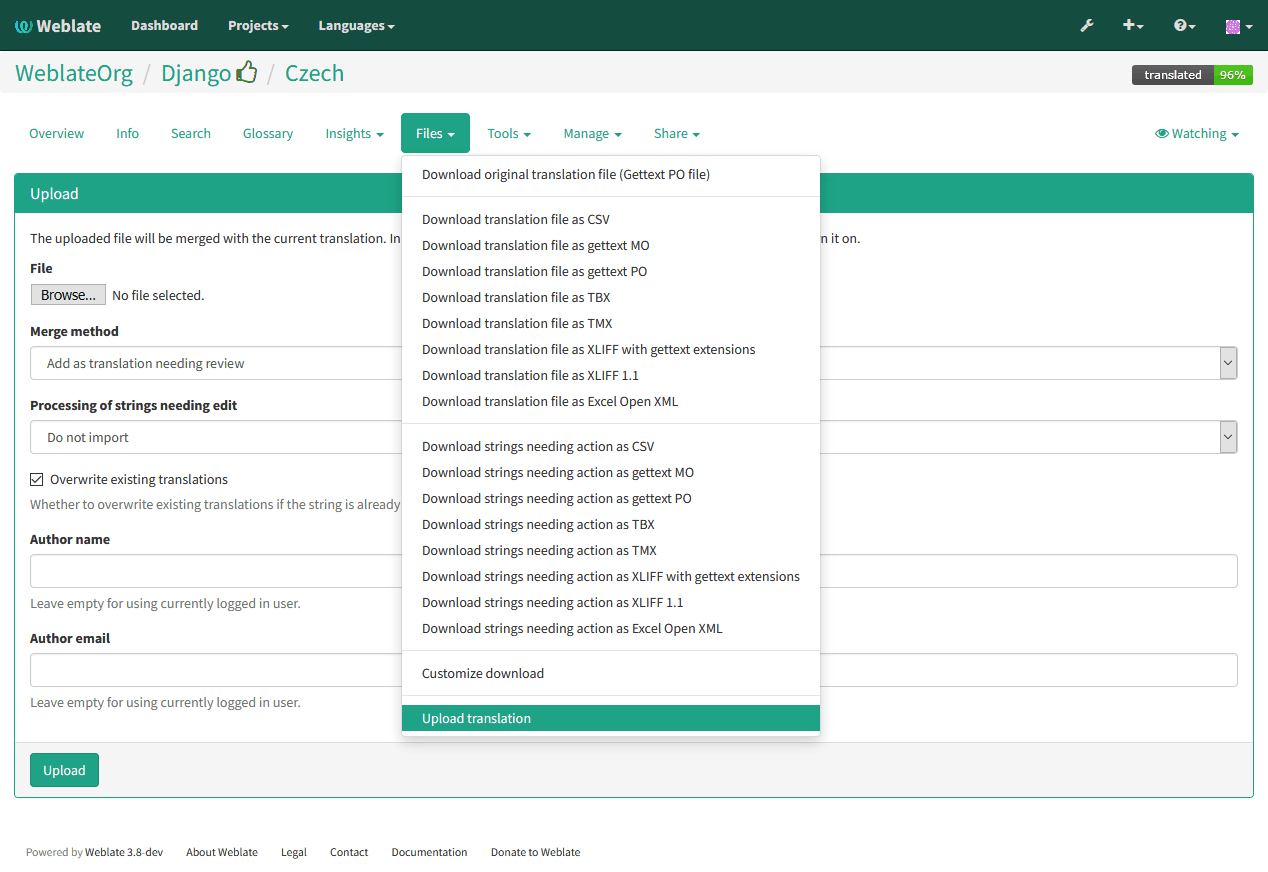 Weblate Dashboard Projects Languages
WeblateOrg / Django / Czech
translated 96%
Overview Info Search Glossary Insights Files Tools Manage Share Watching
Download original translation file (Gettext PO file)
Download translation file as CSV
Download translation file as gettext MO
Download translation file as gettext PO
Download translation file as TBX
Download translation file as TMX
Download translation file as XLIFF with gettext extensions
Download translation file as XLIFF 1.1
Download translation file as Excel Open XML
Download strings needing action as CSV
Download strings needing action as gettext MO
Download strings needing action as gettext PO
Download strings needing action as TBX
Download strings needing action as TMX
Download strings needing action as XLIFF with gettext extensions
Download strings needing action as XLIFF 1.1
Download strings needing action as Excel Open XML
Customize download
Upload translation
Upload
The uploaded file will be merged with the current translation. In n it on.
File
Browse... No file selected.
Merge method
Add as translation needing review
Processing of strings needing edit
Do not import
Overwrite existing translations
Whether to overwrite existing translations if the string is already
Author name
Leave empty for using currently logged in user.
Author email
Leave empty for using currently logged in user.
Upload
Powered by Weblate 3.8-dev About Weblate Legal Contact Documentation Donate to Weblate